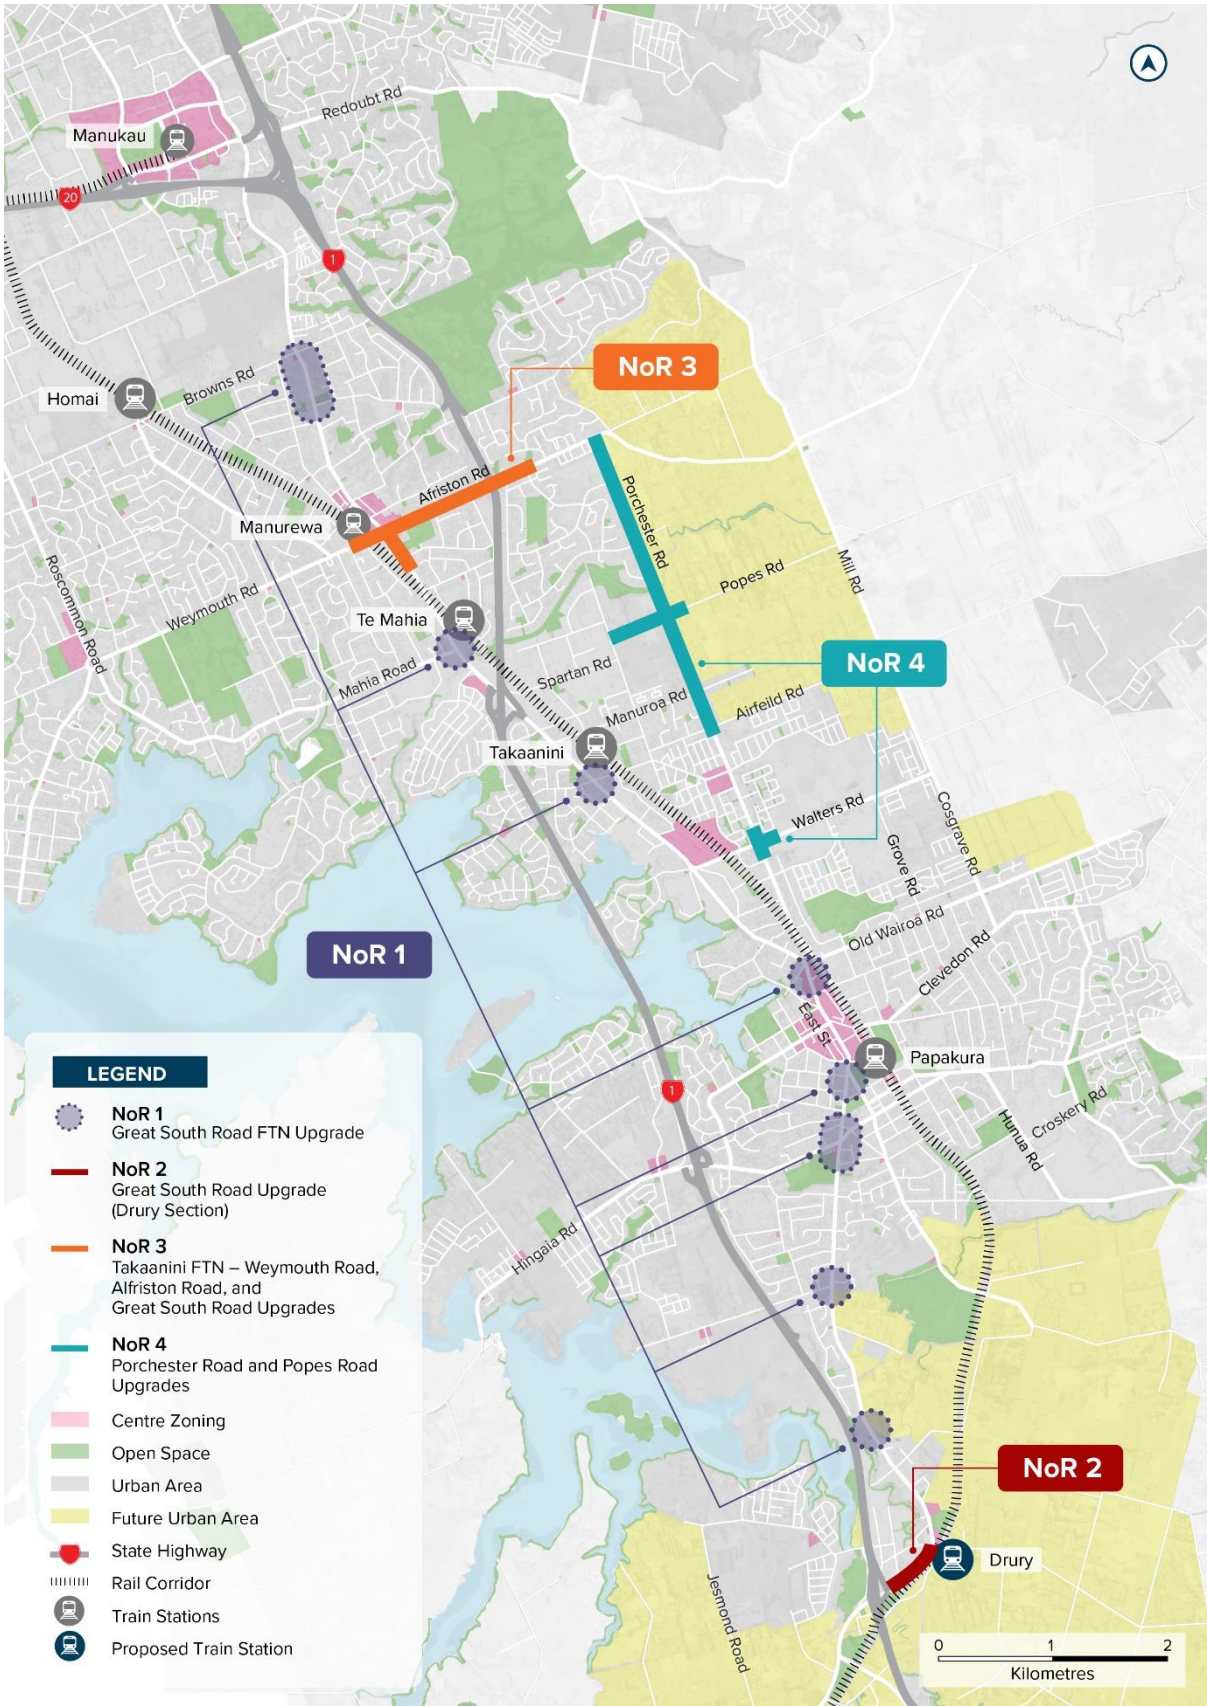 Redoubt Rd
Manukau
20
1
Browns Rd
Homai
NoR 3
Afriston Rd
Manurewa
Porchester Rd
Roscommon Road
Weymouth Rd
Popes Rd
Mill Rd
Te Mahia
Mahia Road
Spartan Rd
NoR 4
Manuroa Rd
Airfeild Rd
Takaanini
Walters Rd
Cosgrave Rd
Grove Rd
NoR 1
Old Wairoa Rd
Clevedon Rd
East St
Papakura
1
Croskery Rd
Hunua Rd
Hingaia Rd
NoR 2
Drury
Jesmond Road
LEGEND
NoR 1
Great South Road FTN Upgrade
NoR 2
Great South Road Upgrade
(Drury Section)
NoR 3
Takaanini FTN – Weymouth Road,
Alfriston Road, and
Great South Road Upgrades
NoR 4
Porchester Road and Popes Road
Upgrades
Centre Zoning
Open Space
Urban Area
Future Urban Area
State Highway
Rail Corridor
Train Stations
Proposed Train Station
0 1 2
Kilometres